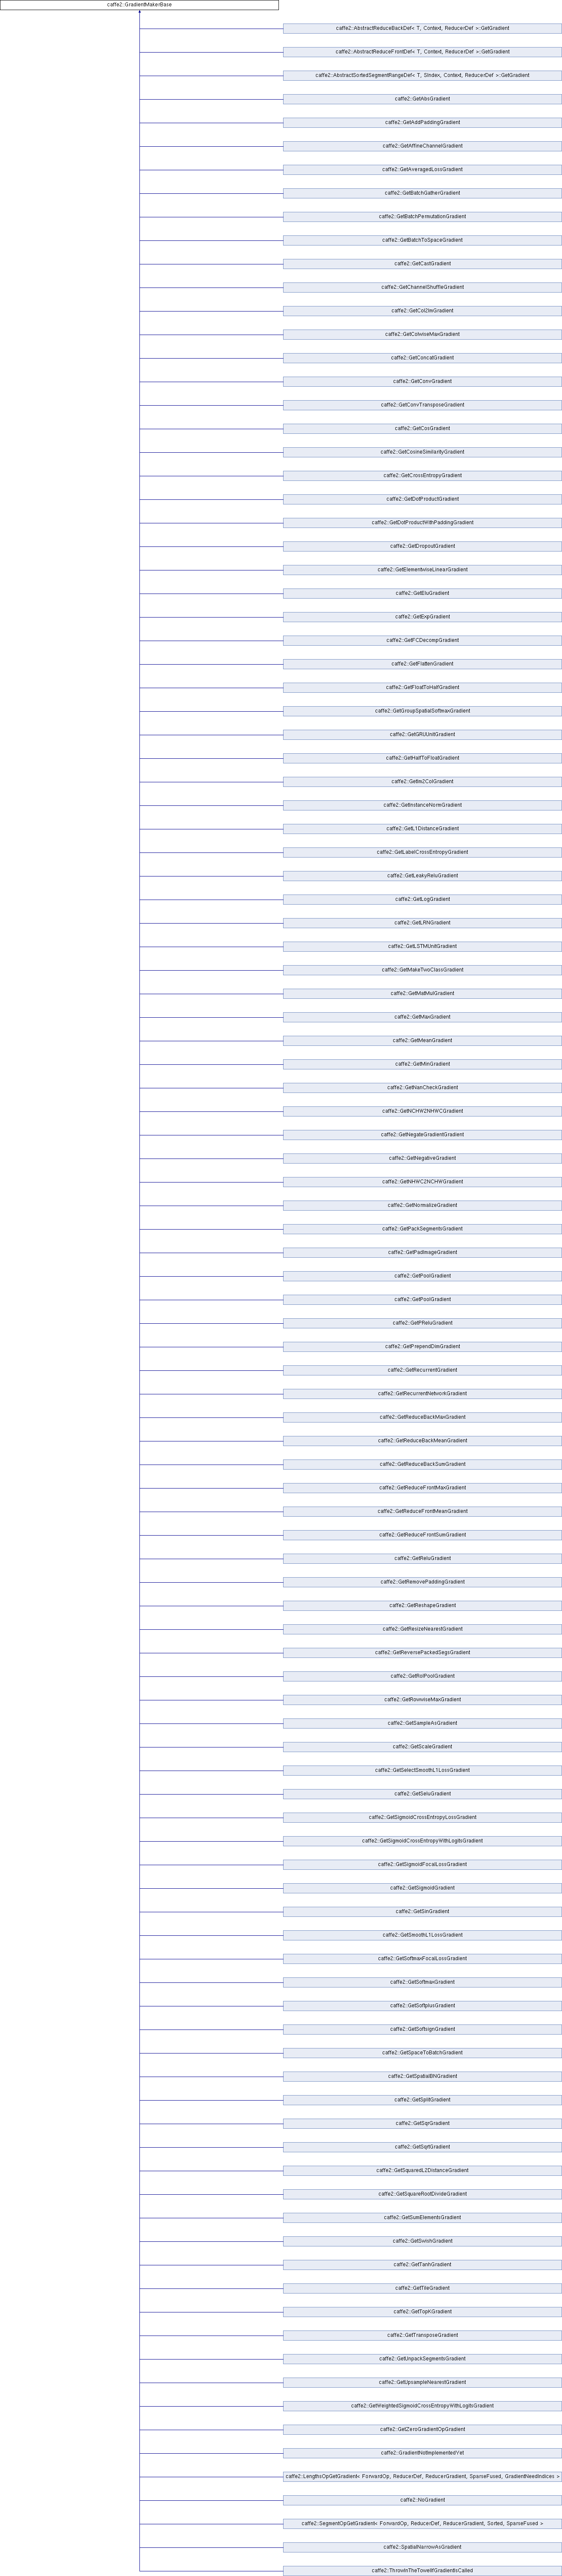 caffe2::GradientMakerBase
caffe2::AbstractReduceBackDef< T, Context, ReducerDef >::GetGradient
caffe2::AbstractReduceFrontDef< T, Context, ReducerDef >::GetGradient
caffe2::AbstractSortedSegmentRangeDef< T, SIndex, Context, ReducerDef >::GetGradient
caffe2::GetAbsGradient
caffe2::GetAddPaddingGradient
caffe2::GetAffineChannelGradient
caffe2::GetAveragedLossGradient
caffe2::GetBatchGatherGradient
caffe2::GetBatchPermutationGradient
caffe2::GetBatchToSpaceGradient
caffe2::GetCastGradient
caffe2::GetChannelShuffleGradient
caffe2::GetCol2ImGradient
caffe2::GetColwiseMaxGradient
caffe2::GetConcatGradient
caffe2::GetConvGradient
caffe2::GetConvTransposeGradient
caffe2::GetCosGradient
caffe2::GetCosineSimilarityGradient
caffe2::GetCrossEntropyGradient
caffe2::GetDotProductGradient
caffe2::GetDotProductWithPaddingGradient
caffe2::GetDropoutGradient
caffe2::GetElementwiseLinearGradient
caffe2::GetEluGradient
caffe2::GetExpGradient
caffe2::GetFCDecompGradient
caffe2::GetFlattenGradient
caffe2::GetFloatToHalfGradient
caffe2::GetGroupSpatialSoftmaxGradient
caffe2::GetGRUUnitGradient
caffe2::GetHalfToFloatGradient
caffe2::GetIm2ColGradient
caffe2::GetInstanceNormGradient
caffe2::GetL1DistanceGradient
caffe2::GetLabelCrossEntropyGradient
caffe2::GetLeakyReluGradient
caffe2::GetLogGradient
caffe2::GetLRNGradient
caffe2::GetLSTMUnitGradient
caffe2::GetMakeTwoClassGradient
caffe2::GetMatMulGradient
caffe2::GetMaxGradient
caffe2::GetMeanGradient
caffe2::GetMinGradient
caffe2::GetNanCheckGradient
caffe2::GetNCHW2NHWCGradient
caffe2::GetNegateGradientGradient
caffe2::GetNegativeGradient
caffe2::GetNHWC2NCHWGradient
caffe2::GetNormalizeGradient
caffe2::GetPackSegmentsGradient
caffe2::GetPadImageGradient
caffe2::GetPoolGradient
caffe2::GetPoolGradient
caffe2::GetPReluGradient
caffe2::GetPrependDimGradient
caffe2::GetRecurrentGradient
caffe2::GetRecurrentNetworkGradient
caffe2::GetReduceBackMaxGradient
caffe2::GetReduceBackMeanGradient
caffe2::GetReduceBackSumGradient
caffe2::GetReduceFrontMaxGradient
caffe2::GetReduceFrontMeanGradient
caffe2::GetReduceFrontSumGradient
caffe2::GetReluGradient
caffe2::GetRemovePaddingGradient
caffe2::GetReshapeGradient
caffe2::GetResizeNearestGradient
caffe2::GetReversePackedSegsGradient
caffe2::GetRoIPoolGradient
caffe2::GetRowwiseMaxGradient
caffe2::GetSampleAsGradient
caffe2::GetScaleGradient
caffe2::GetSelectSmoothL1LossGradient
caffe2::GetSeluGradient
caffe2::GetSigmoidCrossEntropyLossGradient
caffe2::GetSigmoidCrossEntropyWithLogitsGradient
caffe2::GetSigmoidFocalLossGradient
caffe2::GetSigmoidGradient
caffe2::GetSinGradient
caffe2::GetSmoothL1LossGradient
caffe2::GetSoftmaxFocalLossGradient
caffe2::GetSoftmaxGradient
caffe2::GetSoftplusGradient
caffe2::GetSoftsignGradient
caffe2::GetSpaceToBatchGradient
caffe2::GetSpatialBNGradient
caffe2::GetSplitGradient
caffe2::GetSqrGradient
caffe2::GetSqrtGradient
caffe2::GetSquaredL2DistanceGradient
caffe2::GetSquareRootDivideGradient
caffe2::GetSumElementsGradient
caffe2::GetSwishGradient
caffe2::GetTanhGradient
caffe2::GetTileGradient
caffe2::GetTopKGradient
caffe2::GetTransposeGradient
caffe2::GetUnpackSegmentsGradient
caffe2::GetUpsampleNearestGradient
caffe2::GetWeightedSigmoidCrossEntropyWithLogitsGradient
caffe2::GetZeroGradientOpGradient
caffe2::GradientNotImplementedYet
caffe2::LengthsOpGetGradient< ForwardOp, ReducerDef, ReducerGradient, SparseFused, GradientNeedIndices >
caffe2::NoGradient
caffe2::SegmentOpGetGradient< ForwardOp, ReducerDef, ReducerGradient, Sorted, SparseFused >
caffe2::SpatialNarrowAsGradient
caffe2::ThrowInTheTowelIfGradientIsCalled